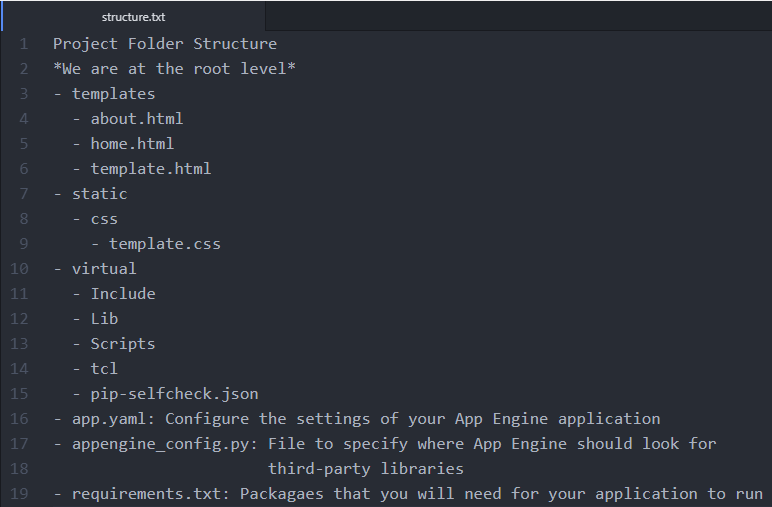 structure.txt
1 Project Folder Structure
2 *We are at the root level*
3 - templates
4   - about.html
5   - home.html
6   - template.html
7 - static
8   - css
9     - template.css
10 - virtual
11   - Include
12   - Lib
13   - Scripts
14   - tcl
15   - pip-selfcheck.json
16 - app.yaml: Configure the settings of your App Engine application
17 - appengine_config.py: File to specify where App Engine should look for
18                        third-party libraries
19 - requirements.txt: Packagaes that you will need for your application to run